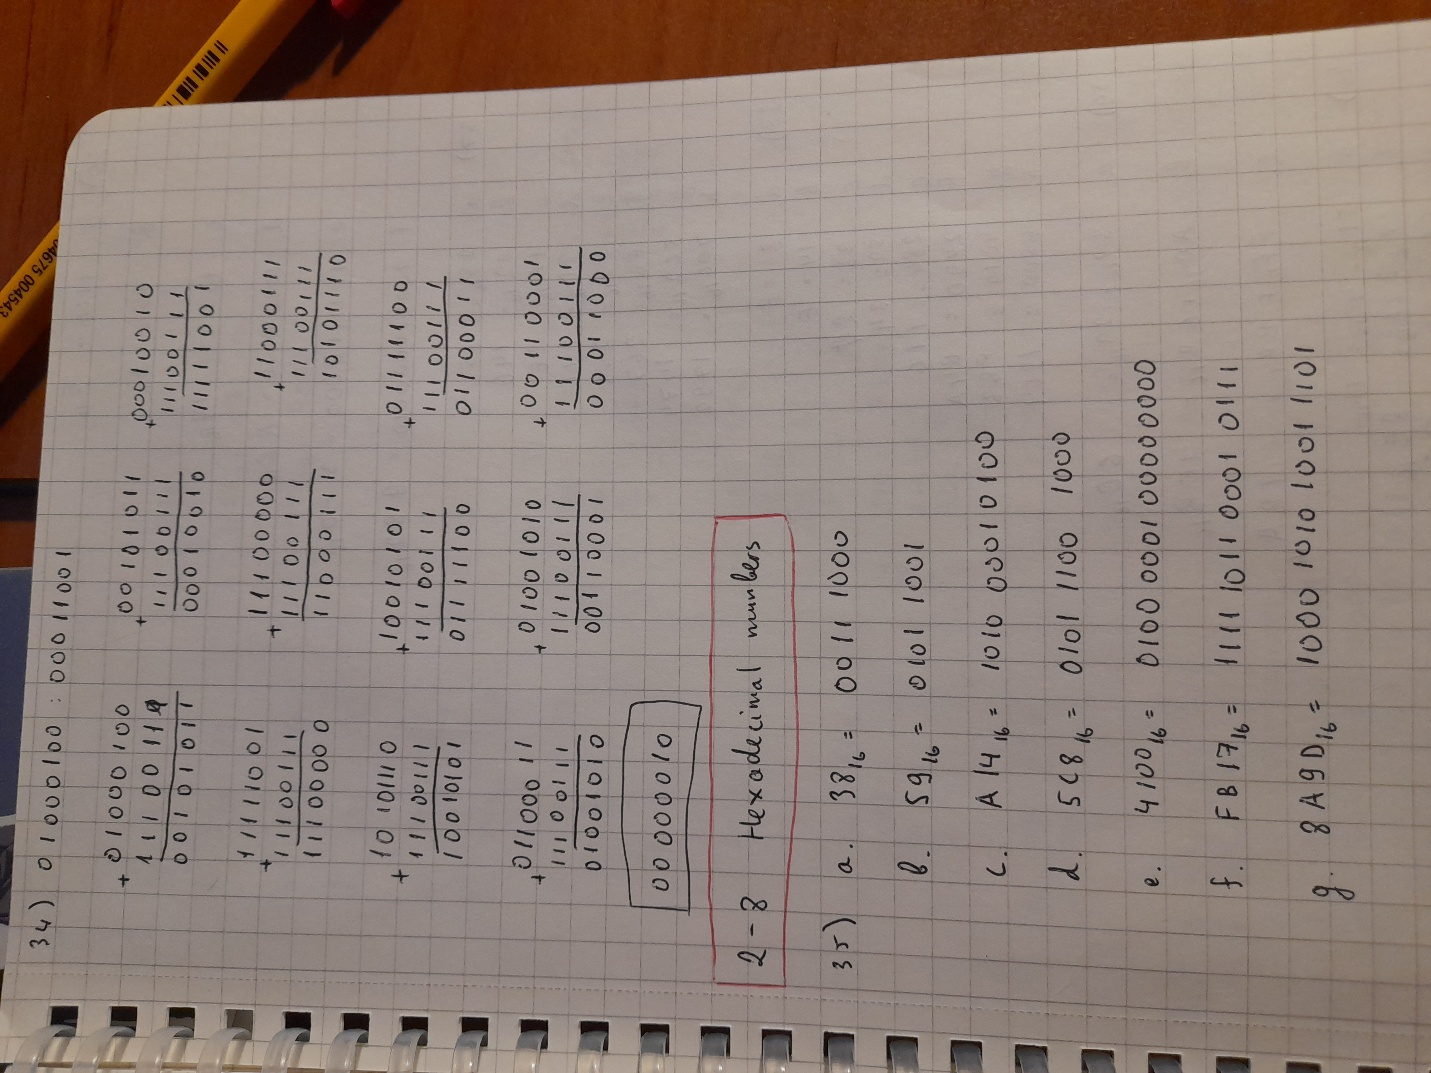 34) 01000100 : 00011001
+ 01000100 + 00101011 + 00010010
11100111 11100111 11100111
00101011 00010010 11111001
+ 11111101 + 11100000 + 11000111
11100111 11100111 11100111
11100000 11000111 10101110
+ 10101110 + 10010101 + 01111100
11100111 11100111 11100111
10010101 01111100 01100011
+ 01100011 + 01001010 + 00110001
11100111 11100111 11100111
01001010 00110001 00011000
00000010
2-8 Hexadecimal numbers
35) a. 38₁₆ = 0011 1000
b. 59₁₆ = 0101 1001
c. A14₁₆ = 1010 00010100
d. 5C8₁₆ = 0101 1100 1000
e. 4100₁₆ = 0100 000100000000
f. FB17₁₆ = 1111 1011 0001 0111
g. 8A9D₁₆ = 1000 1010 1001 1101